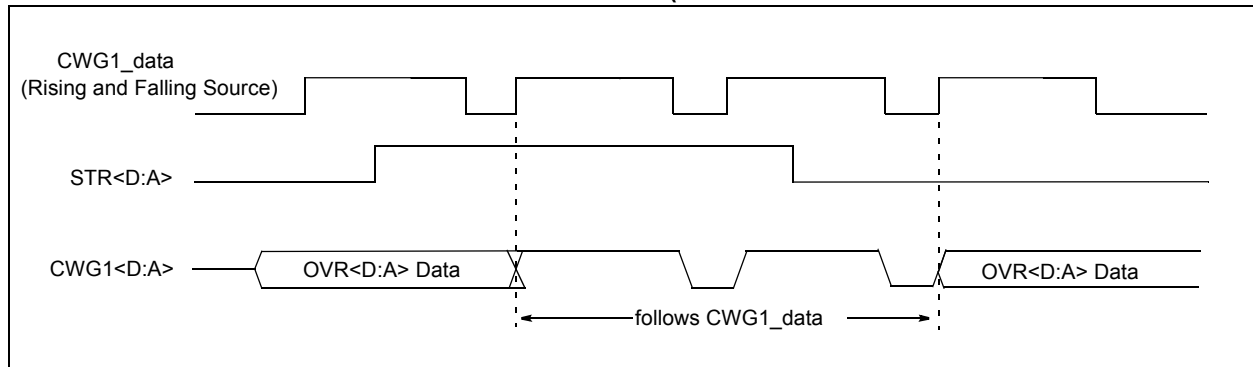 CWG1_data
(Rising and Falling Source)
STR<D:A>
CWG1<D:A>
OVR<D:A> Data
OVR<D:A> Data
follows CWG1_data